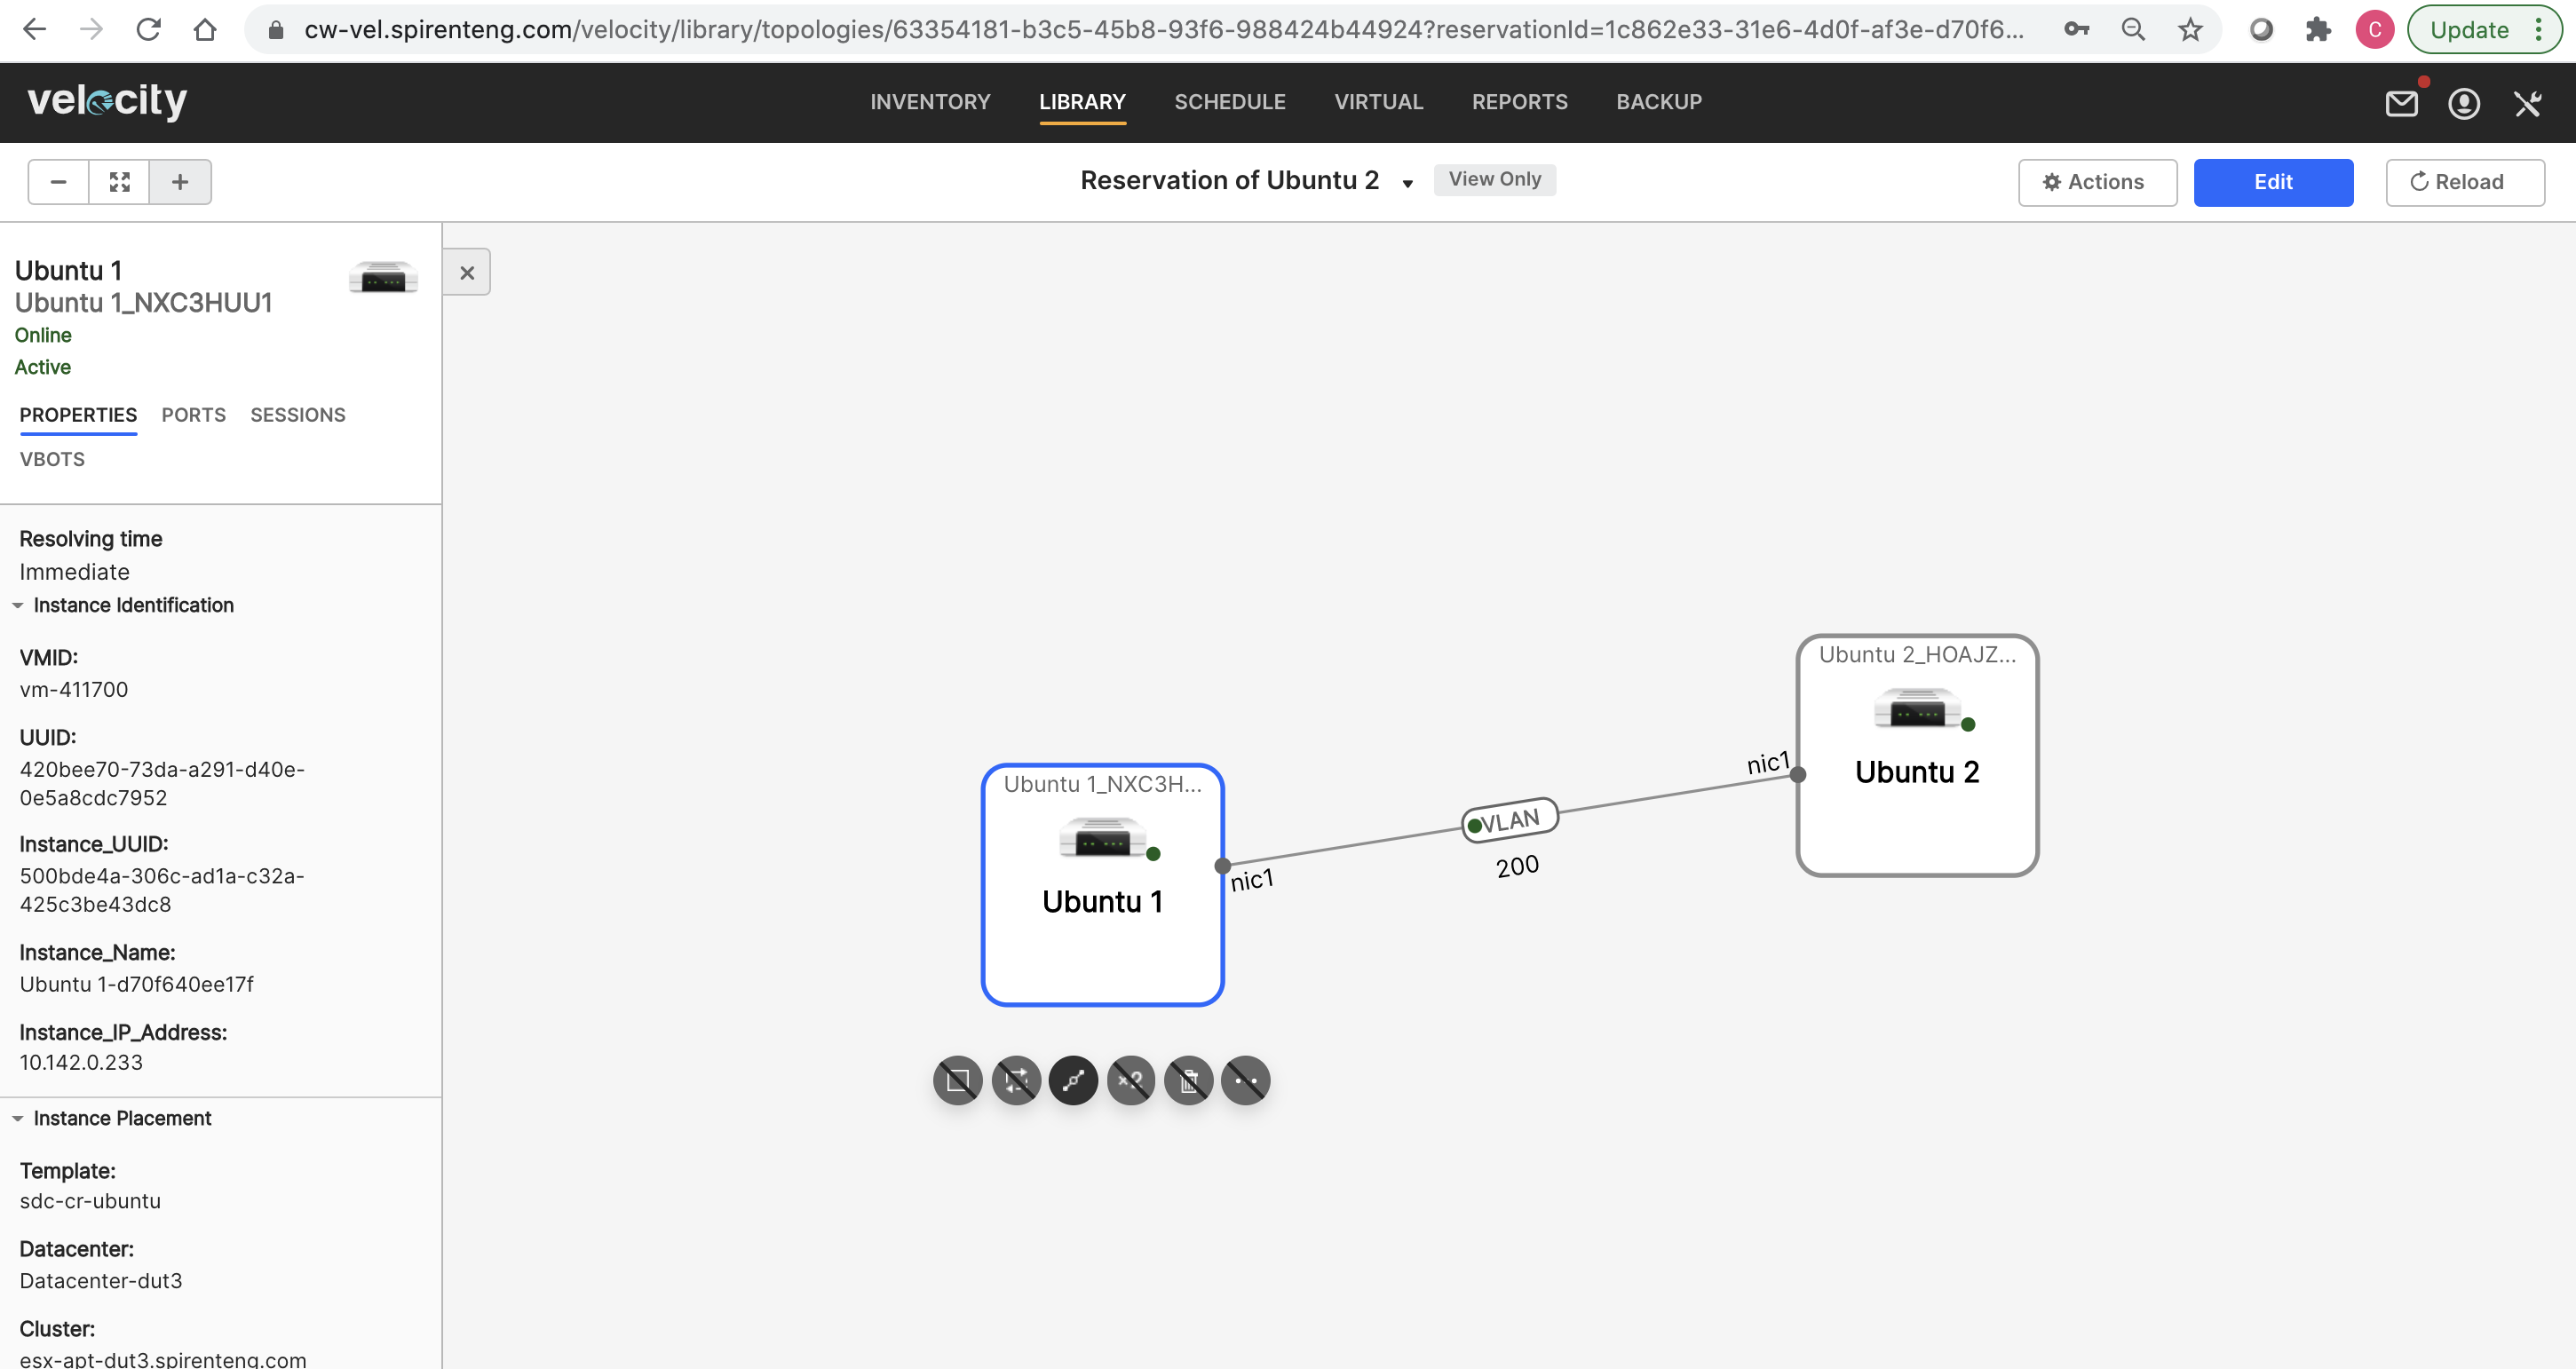 cw-vel.spirenteng.com/velocity/library/topologies/63354181-b3c5-45b8-93f6-988424b44924?reservationId=1c862e33-31e6-4d0f-af3e-d70f6...
C
Update
velocity
INVENTORY
LIBRARY
SCHEDULE
VIRTUAL
REPORTS
BACKUP
Reservation of Ubuntu 2
View Only
Actions
Edit
Reload
Ubuntu 1
Ubuntu 1_NXC3HUU1
Online
Active
PROPERTIES
PORTS
SESSIONS
VBOTS
Resolving time
Immediate
Instance Identification
VMID:
vm-411700
UUID:
420bee70-73da-a291-d40e-
0e5a8cdc7952
Instance_UUID:
500bde4a-306c-ad1a-c32a-
425c3be43dc8
Instance_Name:
Ubuntu 1-d70f640ee17f
Instance_IP_Address:
10.142.0.233
Instance Placement
Template:
sdc-cr-ubuntu
Datacenter:
Datacenter-dut3
Cluster:
esx-apt-dut3.spirenteng.com
Ubuntu 1_NXC3H...
Ubuntu 1
nic1
VLAN
200
nic1
Ubuntu 2_HOAJZ...
Ubuntu 2
×2